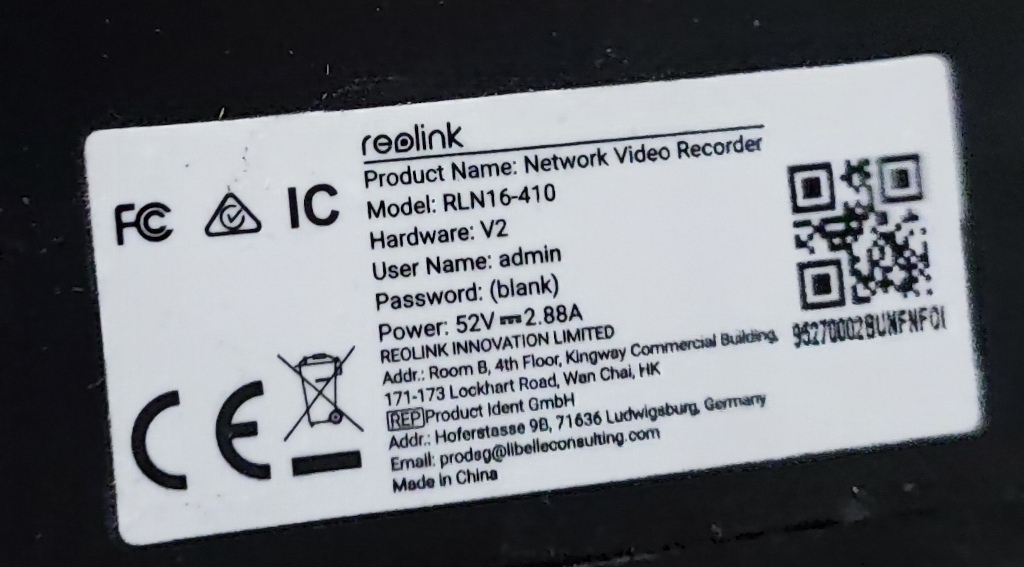 reolink
Product Name: Network Video Recorder
Model: RLN16-410
Hardware: V2
User Name: admin
Password: (blank)
Power: 52V⎓2.88A
REOLINK INNOVATION LIMITED
Addr.: Room B, 4th Floor, Kingway Commercial Building,
171-173 Lockhart Road, Wan Chai, HK
REP Product Ident GmbH
Addr.: Hoferstasse 9B, 71636 Ludwigsburg, Germany
Email: prodsg@libelleconsulting.com
Made in China
FC IC
CE